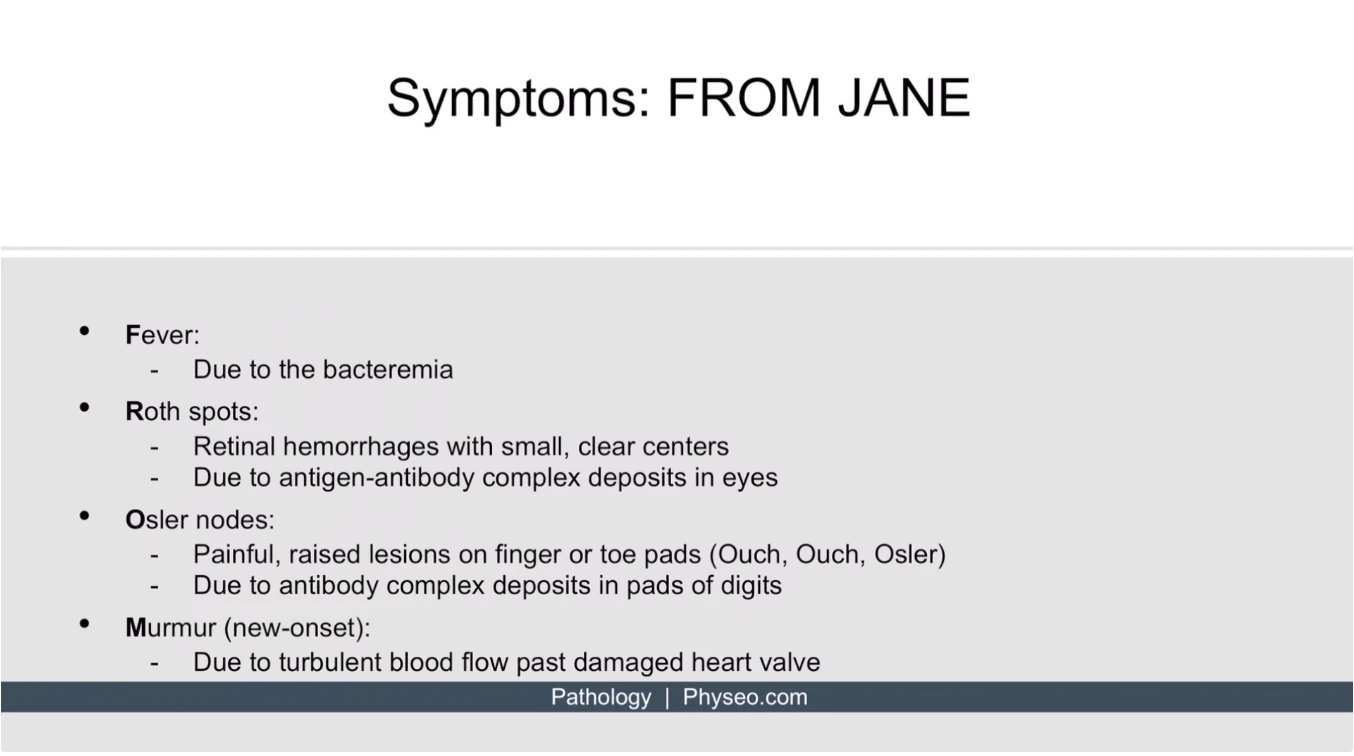 Symptoms: FROM JANE
• Fever:
- Due to the bacteremia
• Roth spots:
- Retinal hemorrhages with small, clear centers
- Due to antigen-antibody complex deposits in eyes
• Osler nodes:
- Painful, raised lesions on finger or toe pads (Ouch, Ouch, Osler)
- Due to antibody complex deposits in pads of digits
• Murmur (new-onset):
- Due to turbulent blood flow past damaged heart valve
Pathology | Physeo.com